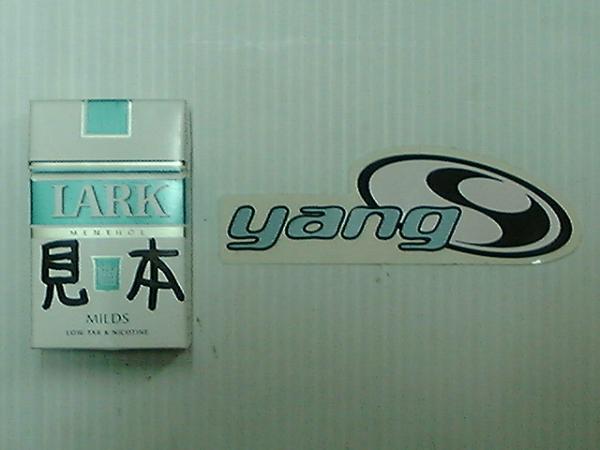 LARK
MENTHOL
見本
MILDS
LOW TAR & NICOTINE
yang